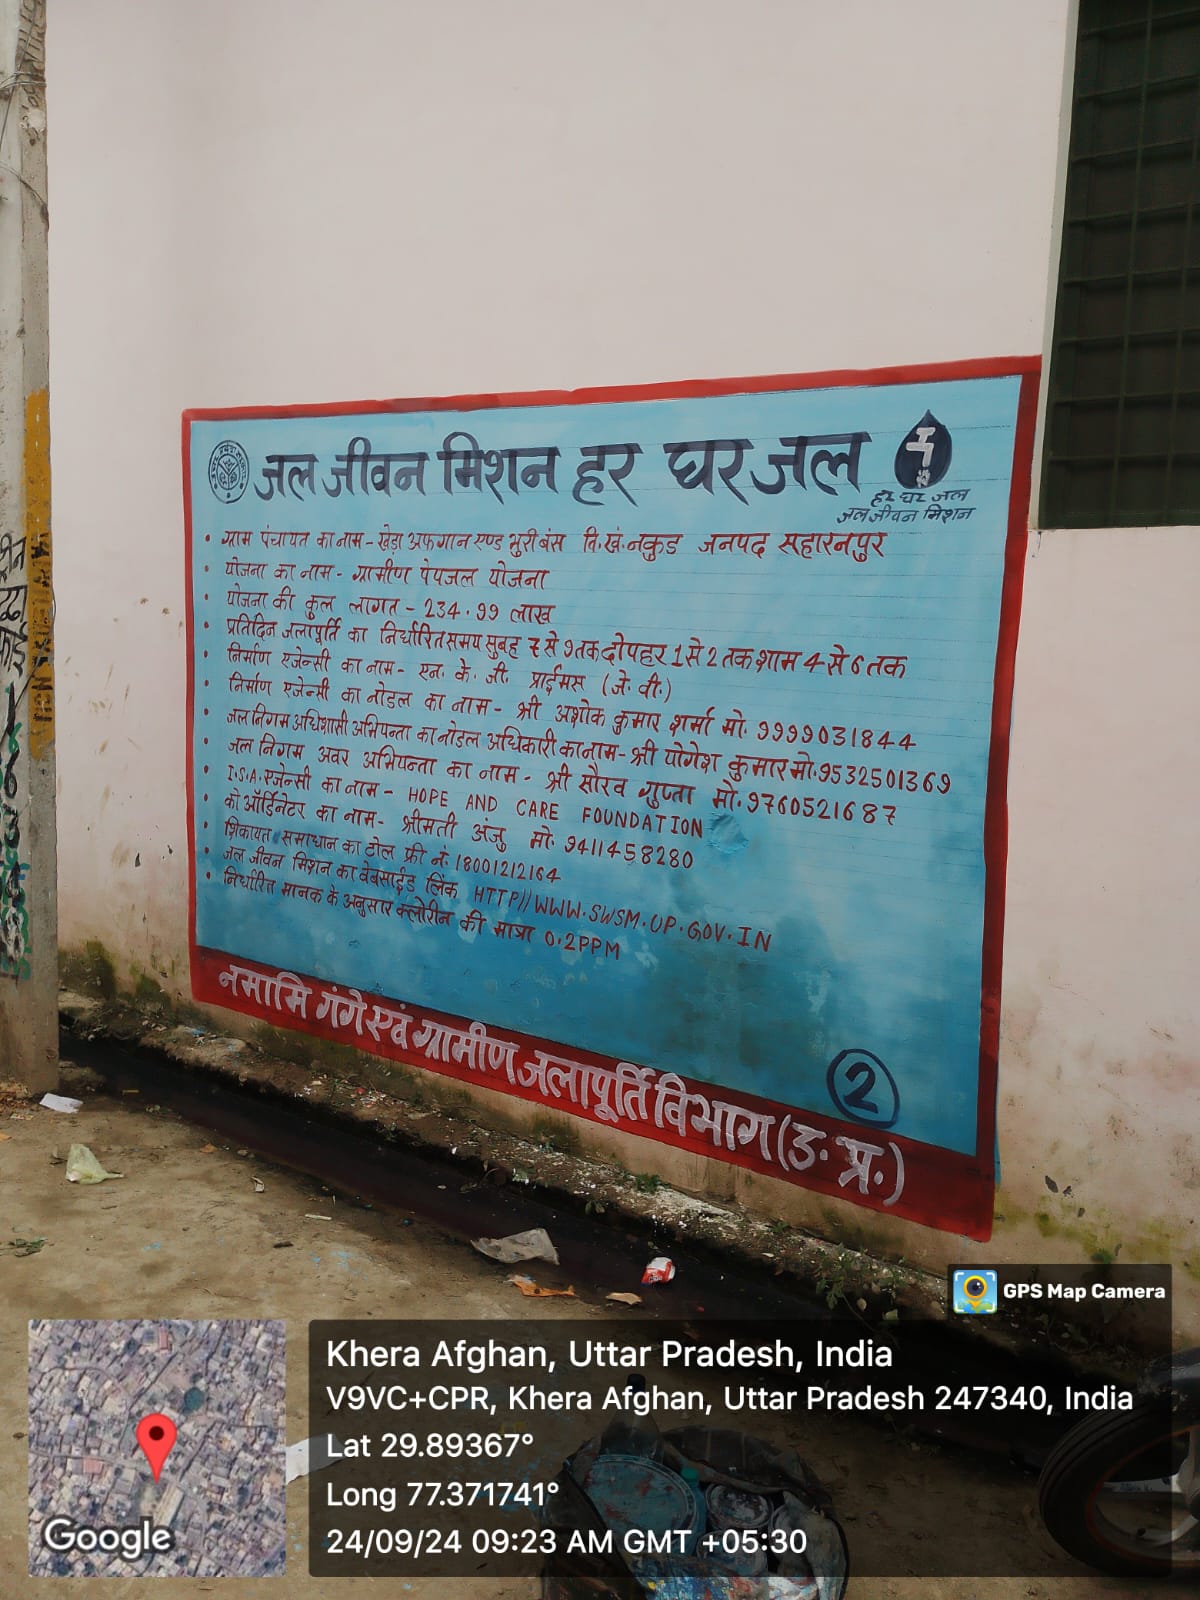 जल जीवन मिशन हर घर जल
हर घर जल
जल जीवन मिशन
• ग्राम पंचायत का नाम - खेड़ा अफगान एण्ड भुरी बंस वि.खं. नकुड जनपद सहारनपुर
• योजना का नाम - ग्रामीण पेयजल योजना
• योजना की कुल लागत - 234.99 लाख
• प्रतिदिन जलापूर्ति का निर्धारित समय सुबह 7 से 9 तक दोपहर 1 से 2 तक शाम 4 से 6 तक
• निर्माण एजेन्सी का नाम - एन. के. जी. प्राईमस (जे. वी.)
• निर्माण एजेन्सी का नोडल का नाम - श्री अशोक कुमार शर्मा मो. 9999031844
• जल निगम अधिशासी अभियन्ता का नोडल अधिकारी का नाम - श्री योगेश कुमार मो. 9532501369
• जल निगम अवर अभियन्ता का नाम - श्री सौरव गुप्ता मो. 9760521687
• I.S.A. एजेन्सी का नाम - HOPE AND CARE FOUNDATION
• को ऑर्डिनेटर का नाम - श्रीमती अंजु मो. 9411458280
• शिकायत समाधान का टोल फ्री नं. 18001212164
• जल जीवन मिशन का वेबसाईड लिंक HTTP//WWW.SWSM.UP.GOV.IN
• निर्धारित मानक के अनुसार क्लोरीन की मात्रा 0.2PPM
2
नमामि गंगे एवं ग्रामीण जलापूर्ति विभाग (उ. प्र.)
GPS Map Camera
Khera Afghan, Uttar Pradesh, India
V9VC+CPR, Khera Afghan, Uttar Pradesh 247340, India
Lat 29.89367°
Long 77.371741°
24/09/24 09:23 AM GMT +05:30
Google